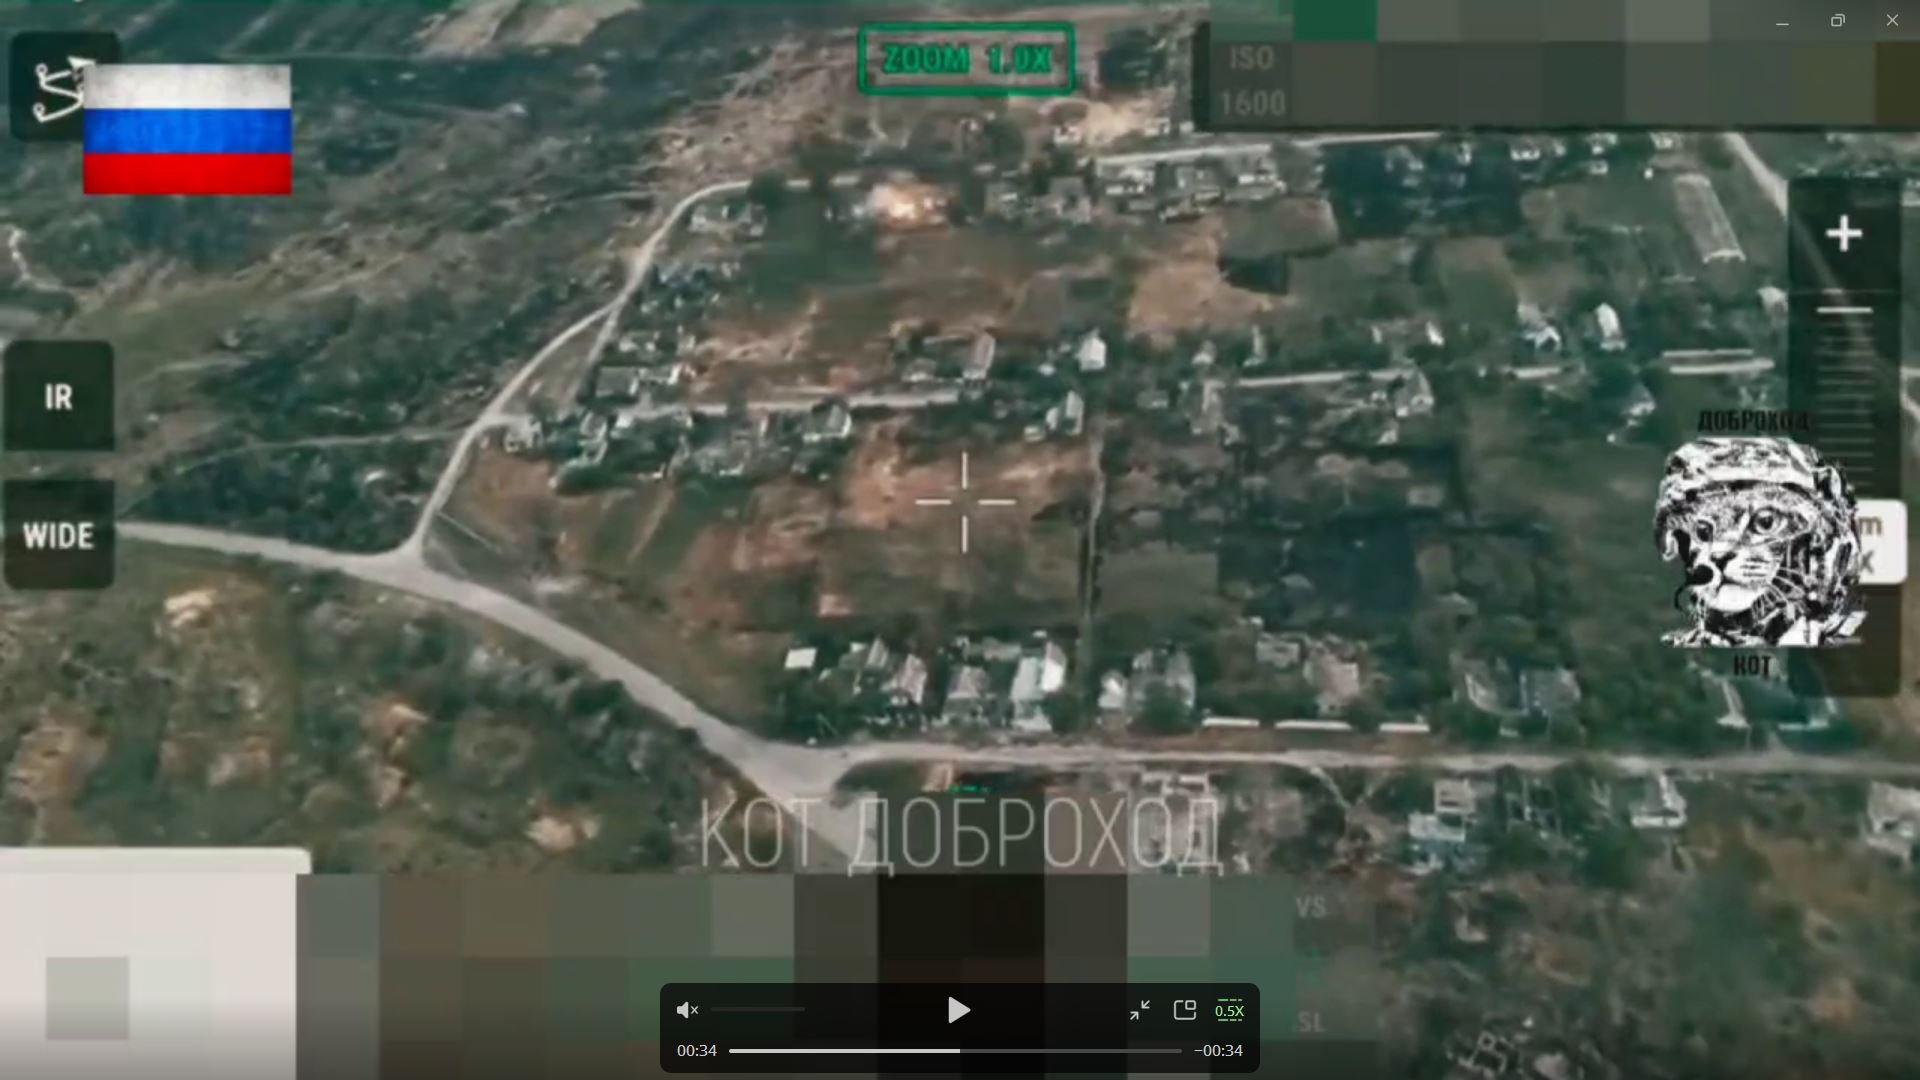 ZOOM 1.0X
ISO
1600
IR
WIDE
ДОБРОХОД
КОТ
m
X
КОТ ДОБРОХОД
VS
SL
0.5X
00:34
−00:34